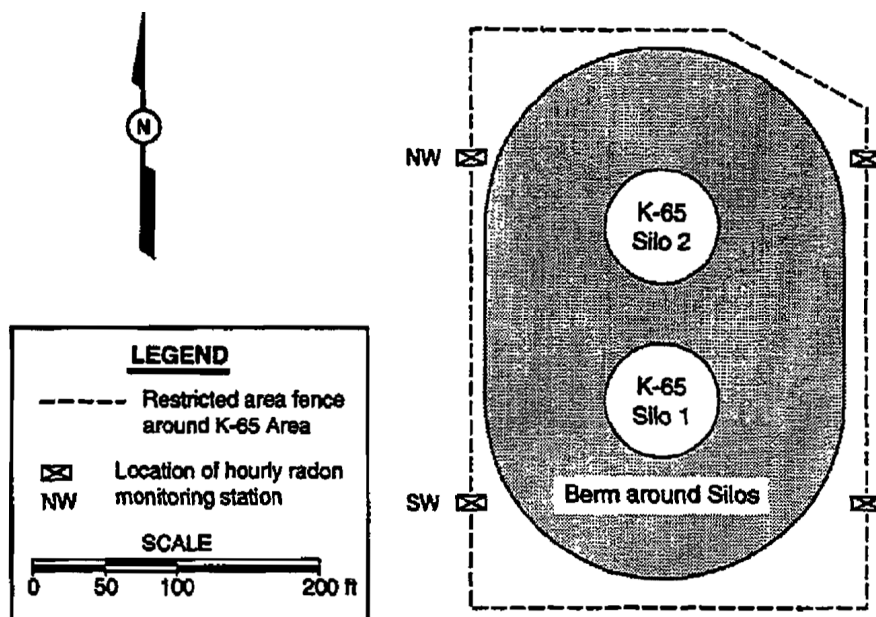 N
NW
K-65
Silo 2
K-65
Silo 1
SW
Berm around Silos
LEGEND
Restricted area fence
around K-65 Area
Location of hourly radon
NW monitoring station
SCALE
0 50 100 200 ft